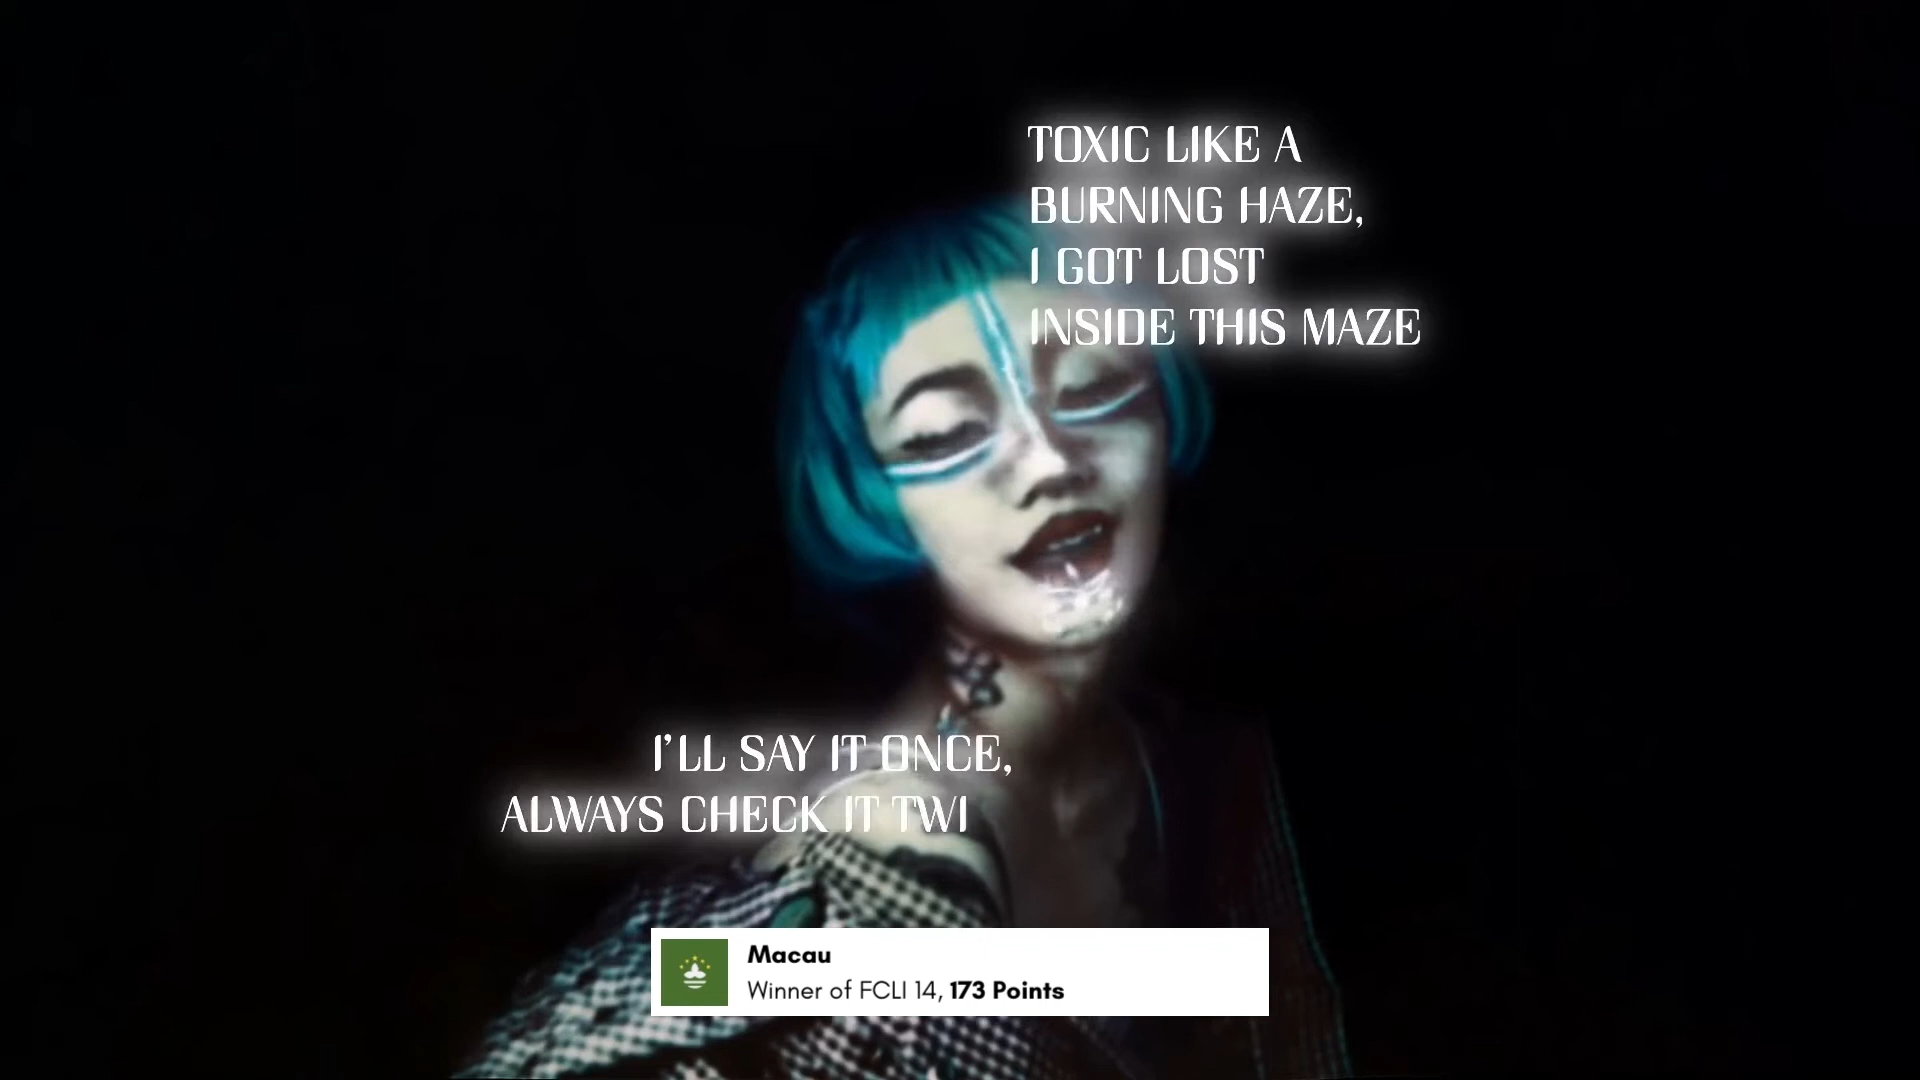 TOXIC LIKE A
BURNING HAZE,
I GOT LOST
INSIDE THIS MAZE
I'LL SAY IT ONCE,
ALWAYS CHECK IT TWI
Macau
Winner of FCLI 14, 173 Points